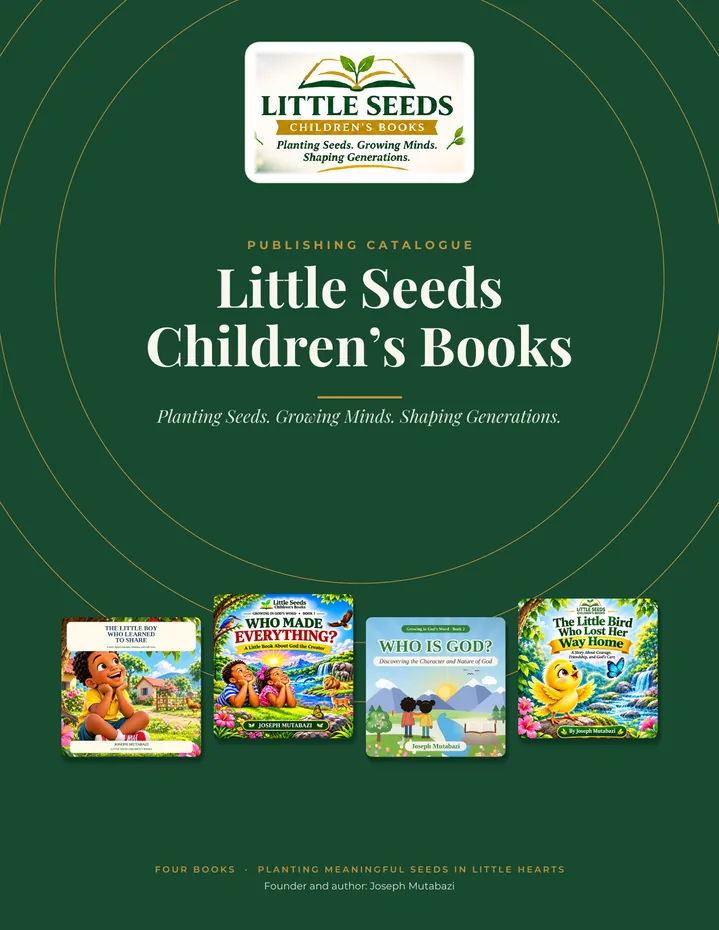 LITTLE SEEDS
CHILDREN'S BOOKS
Planting Seeds. Growing Minds.
Shaping Generations.
PUBLISHING CATALOGUE
Little Seeds
Children’s Books
Planting Seeds. Growing Minds. Shaping Generations.
THE LITTLE BOY
WHO LEARNED
TO SHARE
JOSEPH MUTABAZI
Little Seeds
Children's Books
GROWING IN GOD'S WORD • BOOK 1
WHO MADE
EVERYTHING?
A Little Book About God the Creator
JOSEPH MUTABAZI
Growing in God's Word · Book 2
WHO IS GOD?
Discovering the Character and Nature of God
Joseph Mutabazi
LITTLE SEEDS
CHILDREN'S BOOKS
The Little Bird
Who Lost Her
Way Home
A Story About Courage,
Friendship, and God's Care
By Joseph Mutabazi
FOUR BOOKS · PLANTING MEANINGFUL SEEDS IN LITTLE HEARTS
Founder and author: Joseph Mutabazi